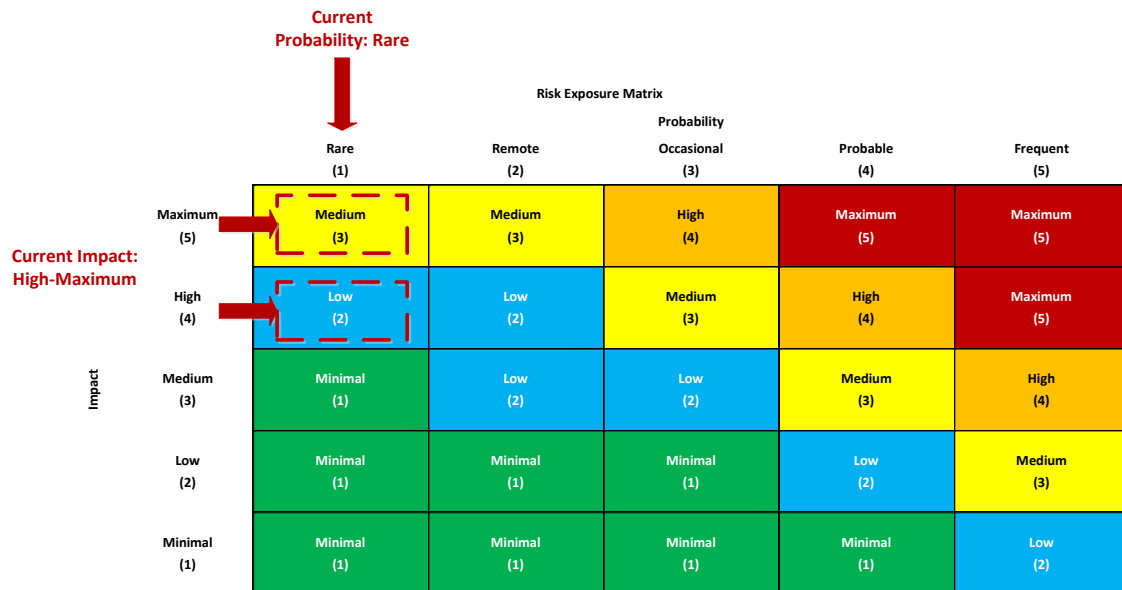 Current
Probability: Rare
Risk Exposure Matrix
Probability
Rare
(1)
Remote
(2)
Occasional
(3)
Probable
(4)
Frequent
(5)
Current Impact:
High-Maximum
Impact
Maximum
(5)
Medium
(3)
Medium
(3)
High
(4)
Maximum
(5)
Maximum
(5)
High
(4)
Low
(2)
Low
(2)
Medium
(3)
High
(4)
Maximum
(5)
Medium
(3)
Minimal
(1)
Low
(2)
Low
(2)
Medium
(3)
High
(4)
Low
(2)
Minimal
(1)
Minimal
(1)
Minimal
(1)
Low
(2)
Medium
(3)
Minimal
(1)
Minimal
(1)
Minimal
(1)
Minimal
(1)
Minimal
(1)
Low
(2)